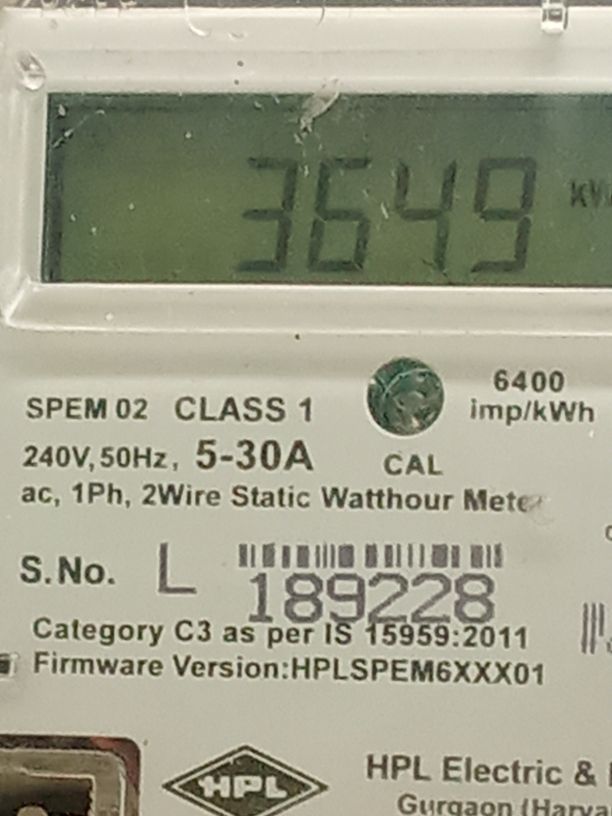 3649 kW
SPEM 02 CLASS 1
6400
imp/kWh
240V, 50Hz, 5-30A
CAL
ac, 1Ph, 2Wire Static Watthour Meter
S.No. L 189228
Category C3 as per IS 15959:2011
Firmware Version:HPLSPEM6XXX01
HPL
HPL Electric &
Gurgaon (Harya